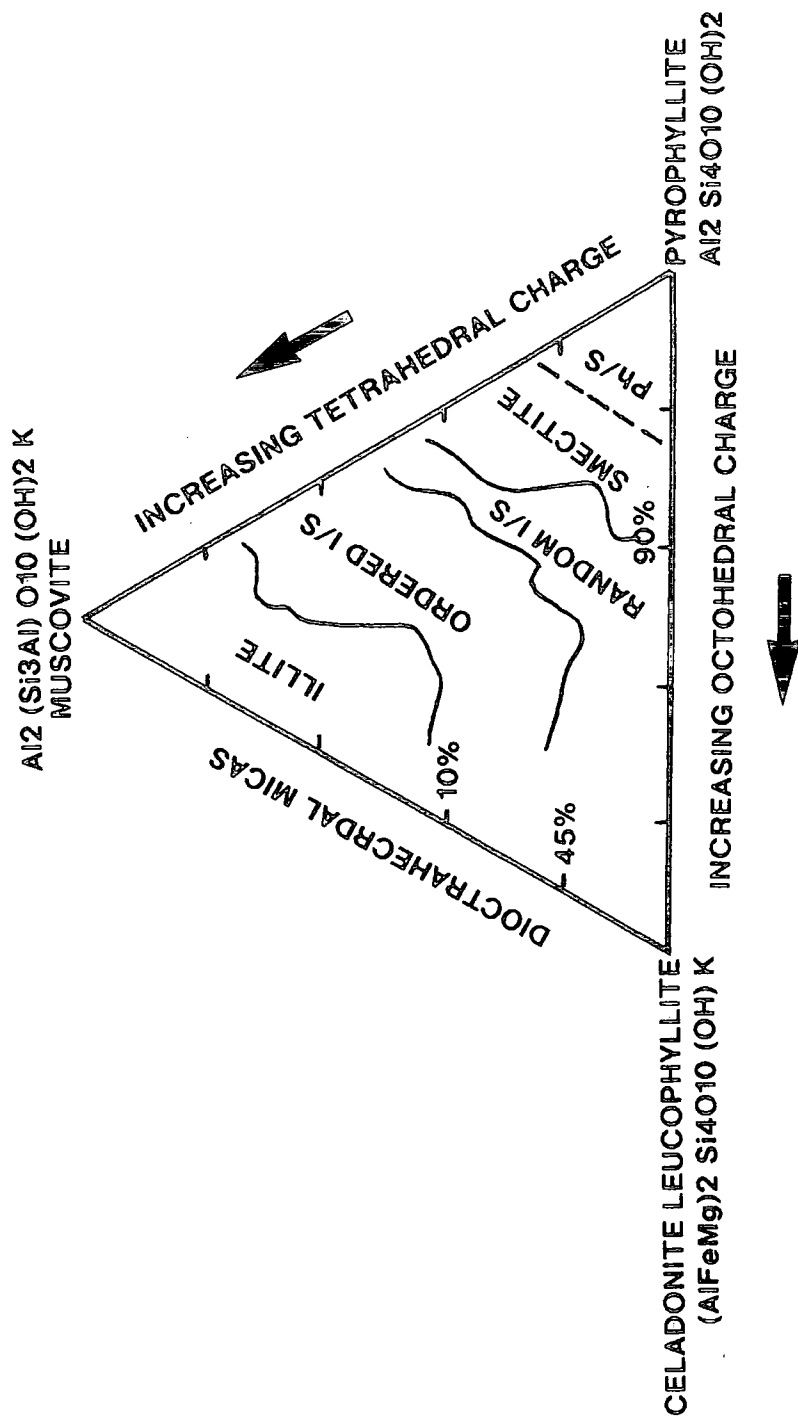 Al2 (Si3Al) O10 (OH)2 K
MUSCOVITE
INCREASING TETRAHEDRAL CHARGE
DIOCTRAHECRDAL MICAS
ILLITE
ORDERED I/S
RANDOM I/S
SMECTITE
Ph/S
10%
45%
90%
CELADONITE LEUCOPHYLLITE
(AlFeMg)2 Si4O10 (OH) K
INCREASING OCTOHEDRAL CHARGE
PYROPHYLLITE
Al2 Si4O10 (OH)2